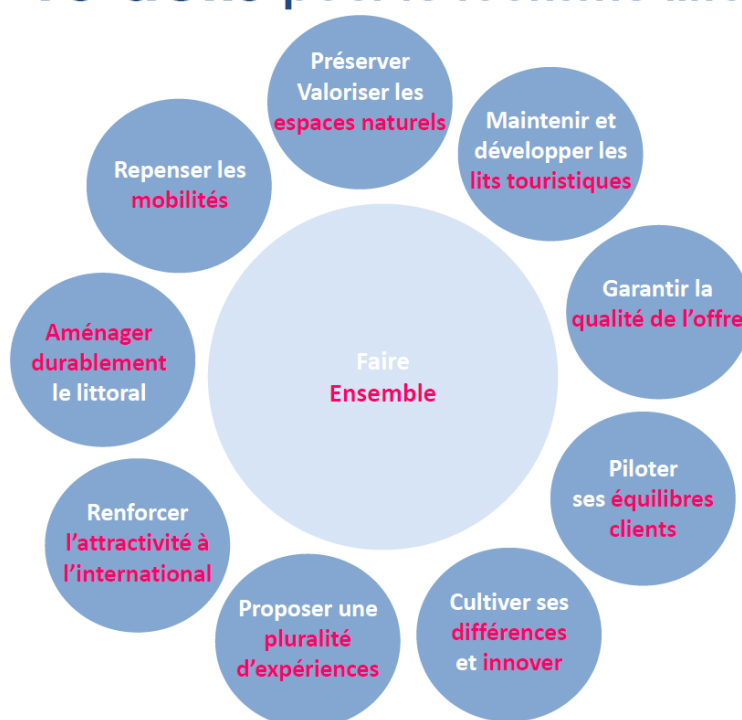 pour le
Préserver
Valoriser les
espaces naturels
Maintenir et
développer les
lits touristiques
Garantir la
qualité de l'offre
Piloter
ses équilibres
clients
Cultiver ses
différences
et innover
Proposer une
pluralité
d'expériences
Renforcer
l'attractivité à
l'international
Aménager
durablement
le littoral
Repenser les
mobilités
Faire
Ensemble